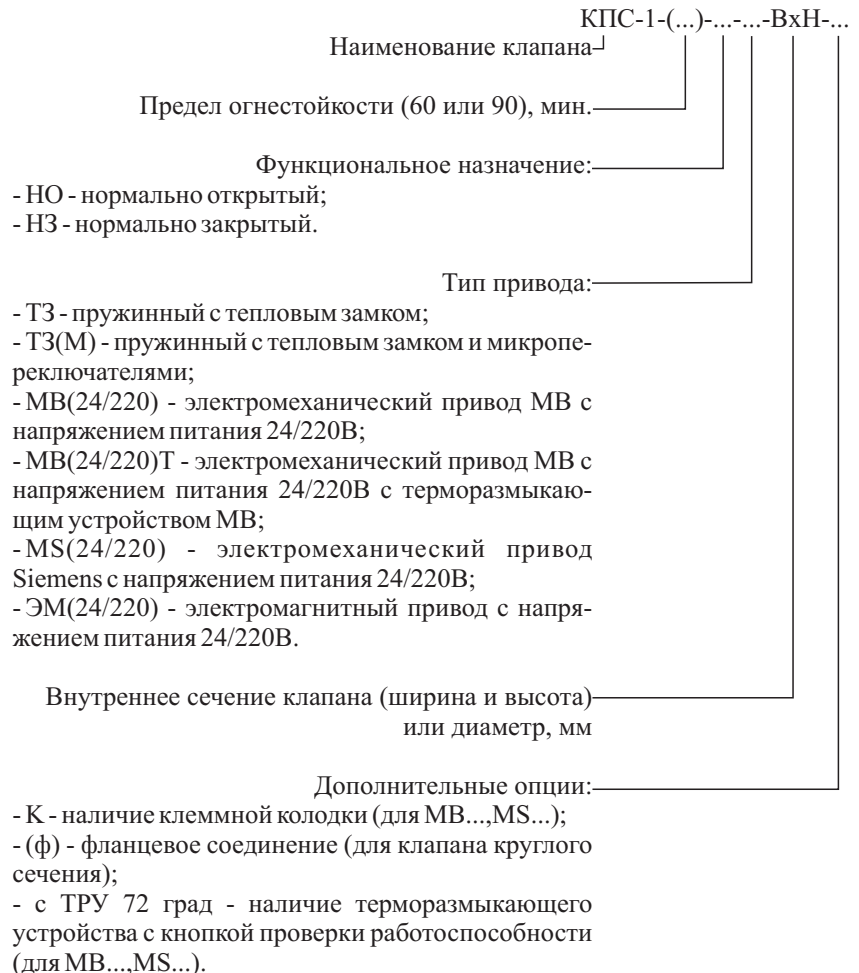 КПС-1-(...)-...-...-ВхН-...
Наименование клапана
Предел огнестойкости (60 или 90), мин.
Функциональное назначение:
- НО - нормально открытый;
- НЗ - нормально закрытый.
Тип привода:
- ТЗ - пружинный с тепловым замком;
- ТЗ(М) - пружинный с тепловым замком и микропе-
реключателями;
- МВ(24/220) - электромеханический привод МВ с
напряжением питания 24/220В;
- МВ(24/220)Т - электромеханический привод МВ с
напряжением питания 24/220В с терморазмыкаю-
щим устройством МВ;
- MS(24/220) - электромеханический привод
Siemens с напряжением питания 24/220В;
- ЭМ(24/220) - электромагнитный привод с напря-
жением питания 24/220В.
Внутреннее сечение клапана (ширина и высота)
или диаметр, мм
Дополнительные опции:
- К - наличие клеммной колодки (для МВ...,MS...);
- (ф) - фланцевое соединение (для клапана круглого
сечения);
- с ТРУ 72 град - наличие терморазмыкающего
устройства с кнопкой проверки работоспособности
(для МВ...,MS...).